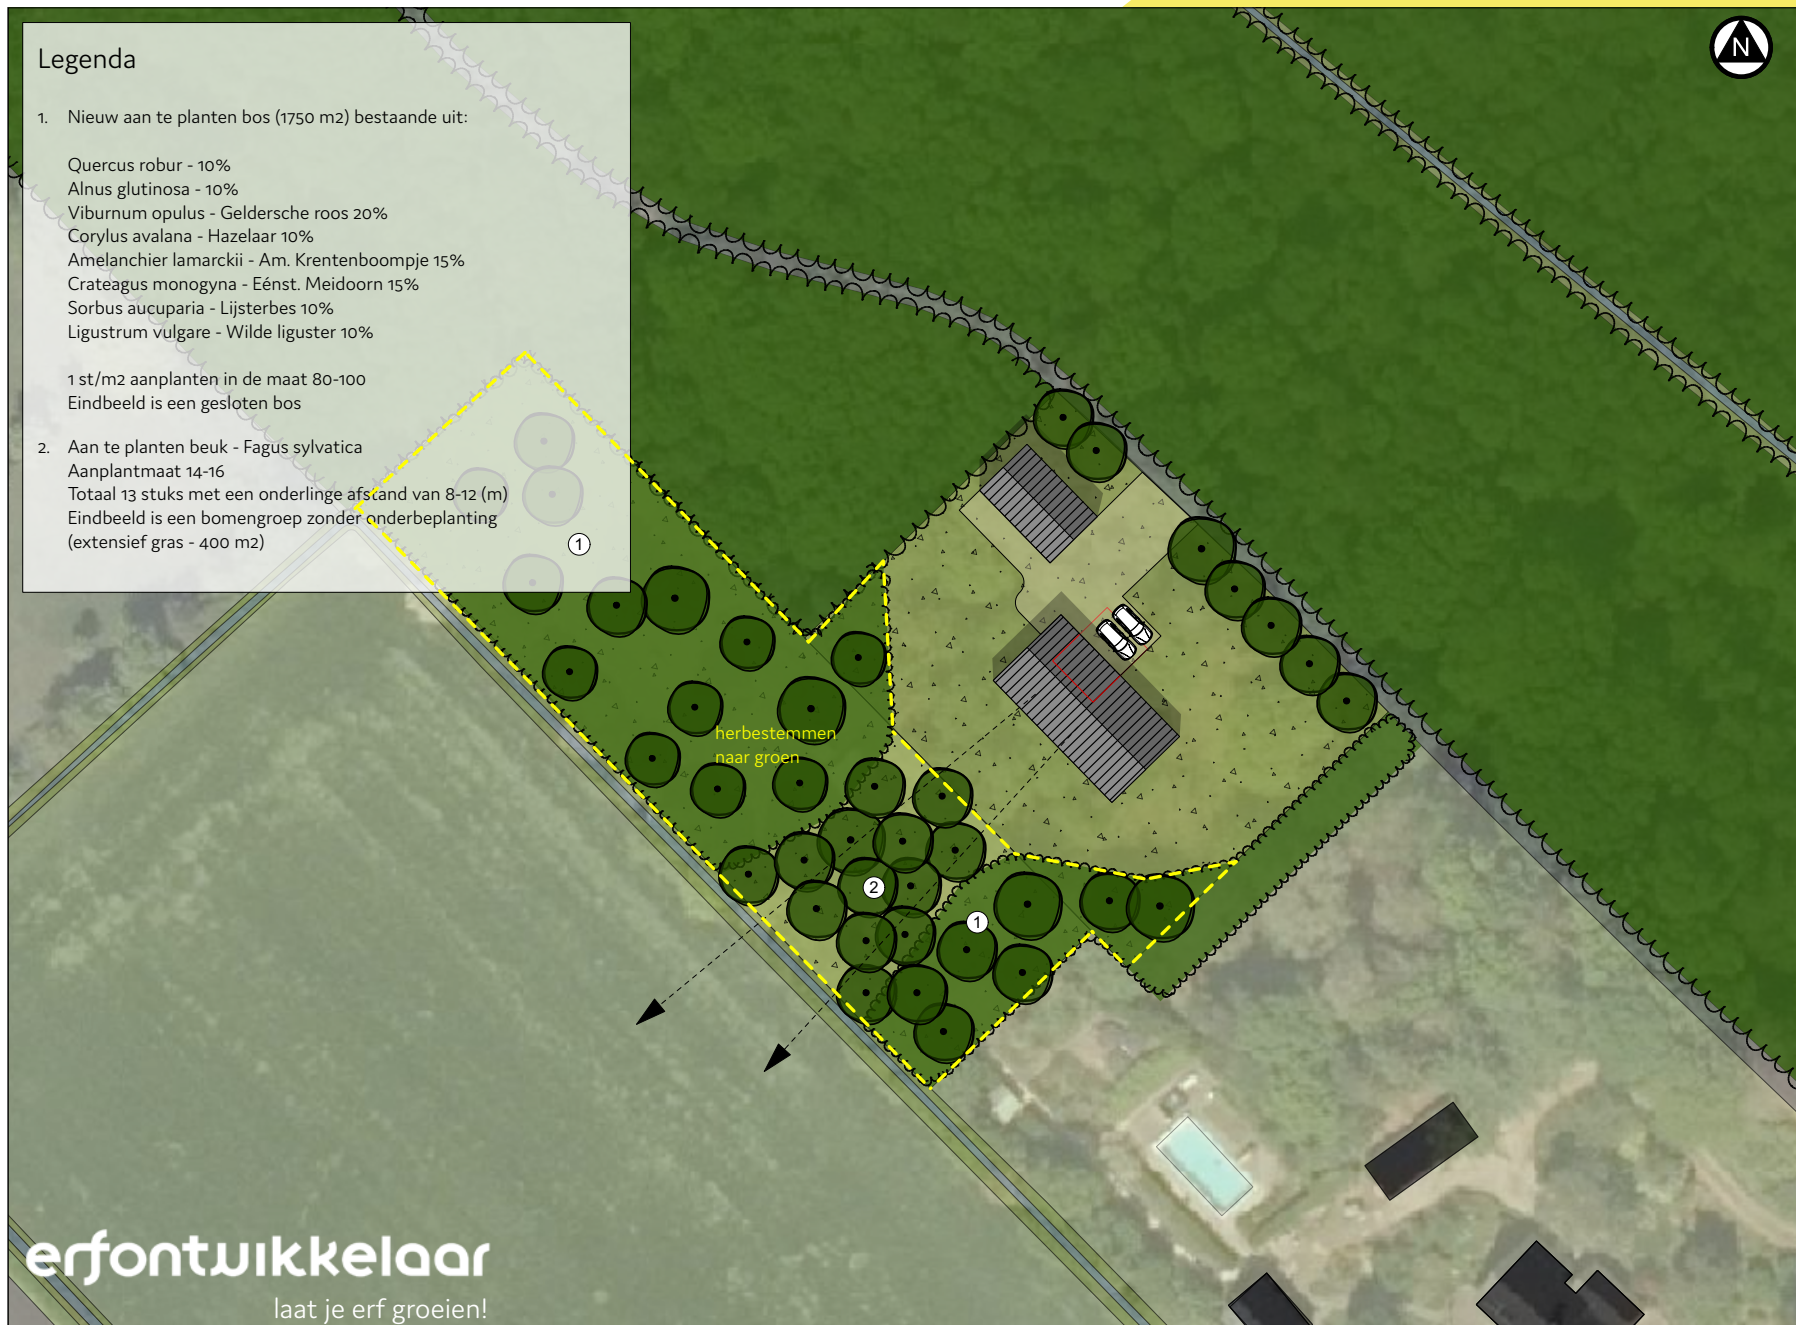 Legenda
1. Nieuw aan te planten bos (1750 m2) bestaande uit:
Quercus robur - 10%
Alnus glutinosa - 10%
Viburnum opulus - Geldersche roos 20%
Corylus avalana - Hazelaar 10%
Amelanchier lamarckii - Am. Krentenboompje 15%
Crateagus monogyna - Eénst. Meidoorn 15%
Sorbus aucuparia - Lijsterbes 10%
Ligustrum vulgare - Wilde liguster 10%
1 st/m2 aanplanten in de maat 80-100
Eindbeeld is een gesloten bos
2. Aan te planten beuk - Fagus sylvatica
Aanplantmaat 14-16
Totaal 13 stuks met een onderlinge afstand van 8-12 (m)
Eindbeeld is een bomengroep zonder onderbeplanting
(extensief gras - 400 m2)
N
1
herbestemmen
naar groen
2
1
erfontwikkelaar
laat je erf groeien!